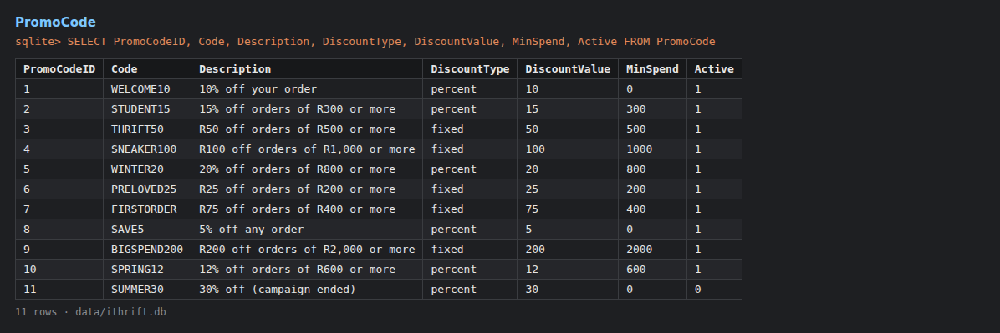 PromoCode
sqlite> SELECT PromoCodeID, Code, Description, DiscountType, DiscountValue, MinSpend, Active FROM PromoCode
PromoCodeID Code Description DiscountType DiscountValue MinSpend Active
1 WELCOME10 10% off your order percent 10 0 1
2 STUDENT15 15% off orders of R300 or more percent 15 300 1
3 THRIFT50 R50 off orders of R500 or more fixed 50 500 1
4 SNEAKER100 R100 off orders of R1,000 or more fixed 100 1000 1
5 WINTER20 20% off orders of R800 or more percent 20 800 1
6 PRELOVED25 R25 off orders of R200 or more fixed 25 200 1
7 FIRSTORDER R75 off orders of R400 or more fixed 75 400 1
8 SAVE5 5% off any order percent 5 0 1
9 BIGSPEND200 R200 off orders of R2,000 or more fixed 200 2000 1
10 SPRING12 12% off orders of R600 or more percent 12 600 1
11 SUMMER30 30% off (campaign ended) percent 30 0 0
11 rows · data/ithrift.db